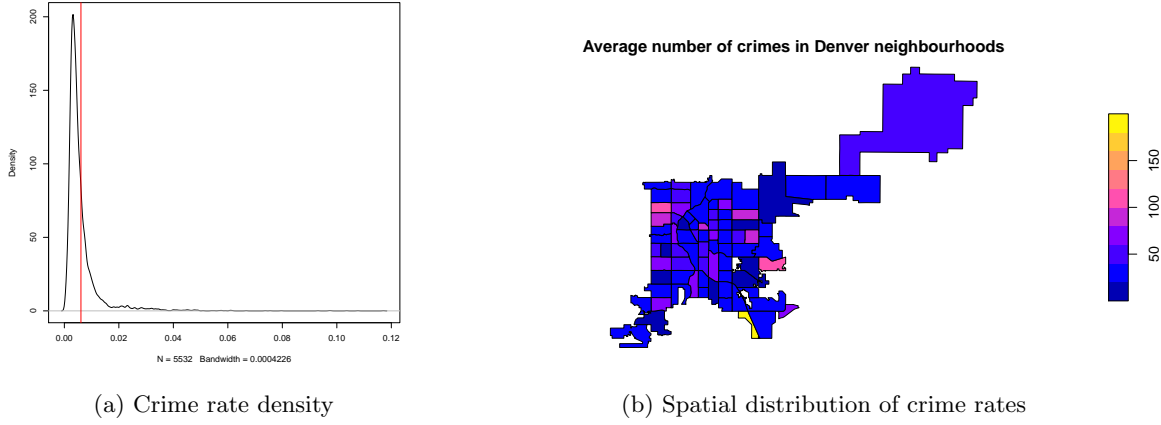 0 50 100 150 200
Density
0.00 0.02 0.04 0.06 0.08 0.10 0.12
N = 5532 Bandwidth = 0.0004226
(a) Crime rate density
Average number of crimes in Denver neighbourhoods
50 100 150
(b) Spatial distribution of crime rates